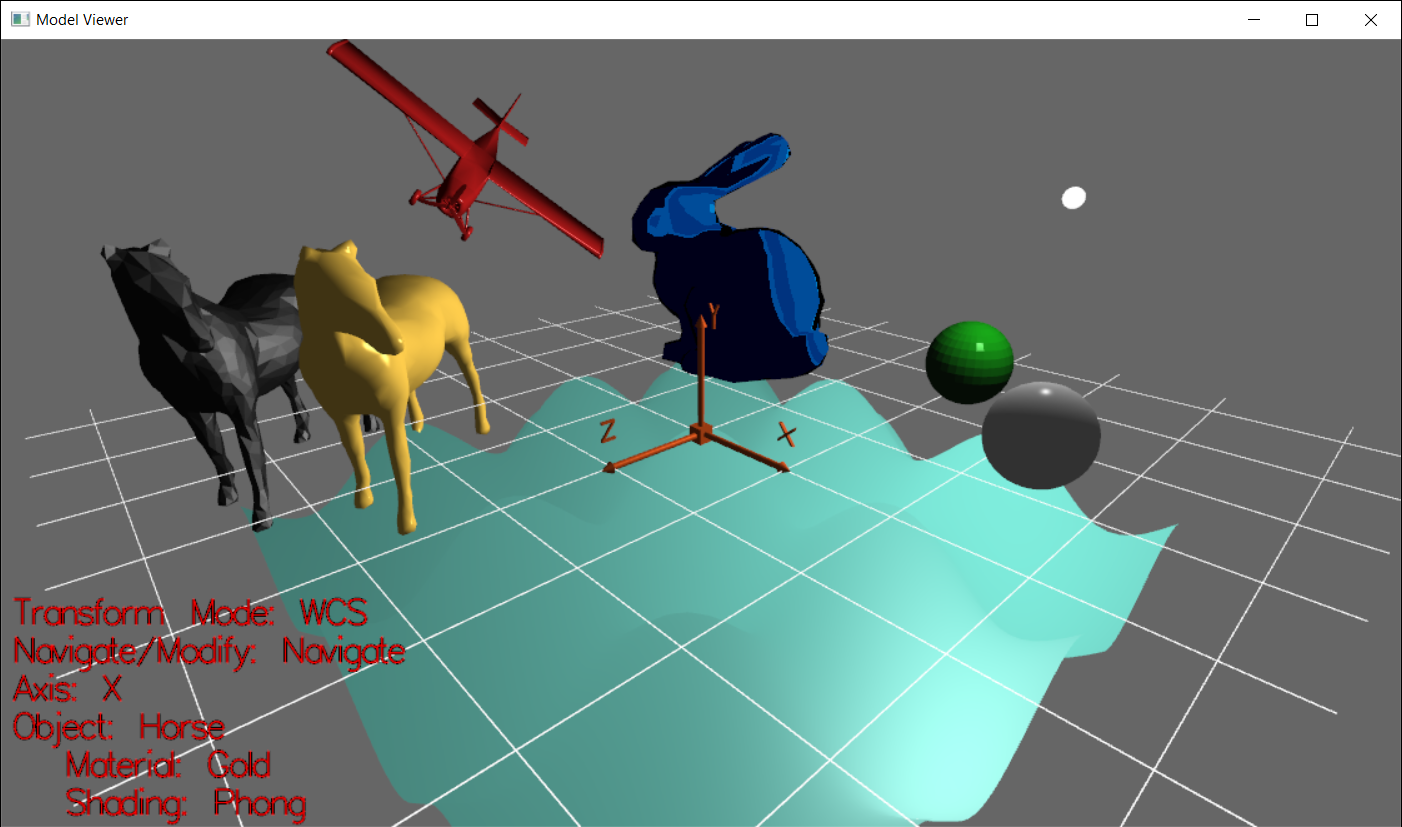 Model Viewer
Y
Z
X
Transform Mode: WCS
Navigate/Modify: Navigate
Axis: X
Object: Horse
Material: Gold
Shading: Phong